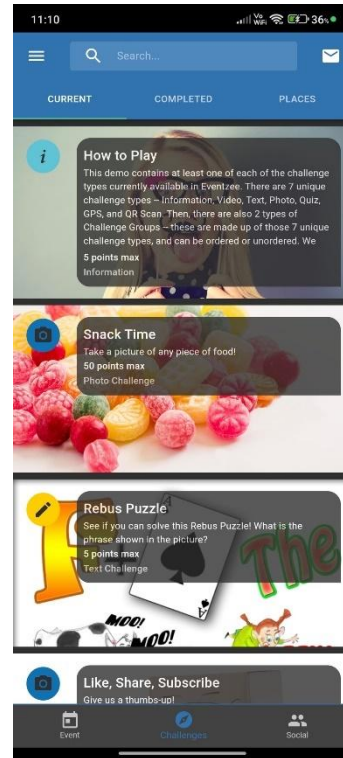 11:10
Vo
WiFi
36%
Search...
CURRENT
COMPLETED
PLACES
i
How to Play
This demo contains at least one of each of the challenge
types currently available in Eventzee. There are 7 unique
challenge types -- Information, Video, Text, Photo, Quiz,
GPS, and QR Scan. Then, there are also 2 types of
Challenge Groups -- these are made up of those 7 unique
challenge types, and can be ordered or unordered. We
5 points max
Information
Snack Time
Take a picture of any piece of food!
50 points max
Photo Challenge
Rebus Puzzle
See if you can solve this Rebus Puzzle! What is the
phrase shown in the picture?
5 points max
Text Challenge
F
A
The
MOO!
MOO!
Like, Share, Subscribe
Give us a thumbs-up!
Event
Challenges
Social